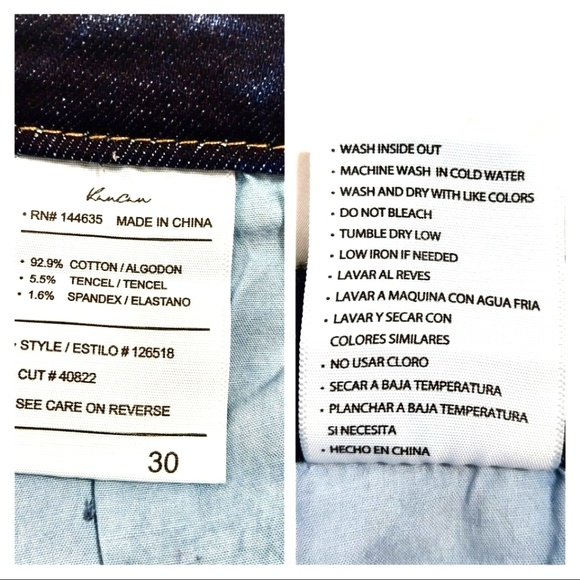 KanCan
• RN# 144635 MADE IN CHINA
• 92.9% COTTON / ALGODON
• 5.5% TENCEL / TENCEL
• 1.6% SPANDEX / ELASTANO
• STYLE / ESTILO # 126518
CUT # 40822
SEE CARE ON REVERSE
30
• WASH INSIDE OUT
• MACHINE WASH IN COLD WATER
• WASH AND DRY WITH LIKE COLORS
• DO NOT BLEACH
• TUMBLE DRY LOW
• LOW IRON IF NEEDED
• LAVAR AL REVES
• LAVAR A MAQUINA CON AGUA FRIA
• LAVAR Y SECAR CON
COLORES SIMILARES
• NO USAR CLORO
• SECAR A BAJA TEMPERATURA
• PLANCHAR A BAJA TEMPERATURA
SI NECESITA
• HECHO EN CHINA